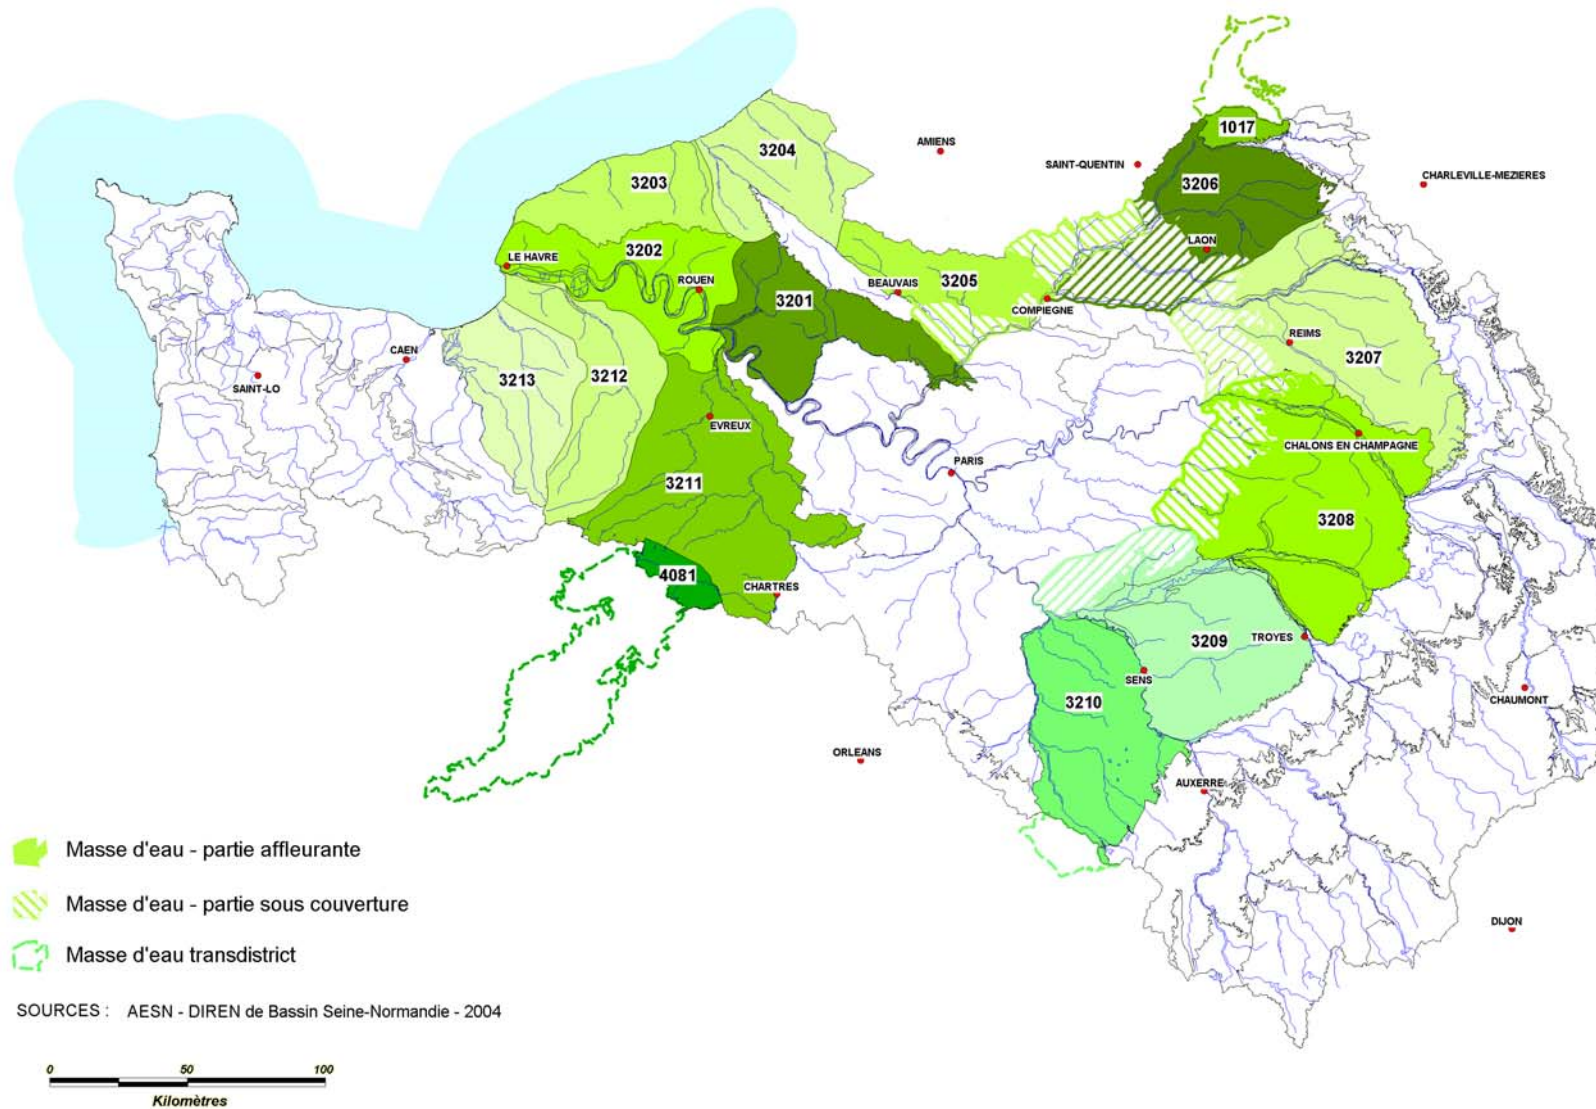 1017
AMIENS
3204
SAINT-QUENTIN
CHARLEVILLE-MEZIERES
3203
3206
LAON
3202
LE HAVRE
ROUEN
3201
BEAUVAIS
3205
COMPIEGNE
REIMS
3207
CAEN
SAINT-LO
3213
3212
EVREUX
CHALONS EN CHAMPAGNE
PARIS
3211
3208
4081
CHARTRES
3209
TROYES
SENS
3210
CHAUMONT
ORLEANS
AUXERRE
DIJON
Masse d'eau - partie affleurante
Masse d'eau - partie sous couverture
Masse d'eau transdistrict
SOURCES : AESN - DIREN de Bassin Seine-Normandie - 2004
0 50 100
Kilomètres